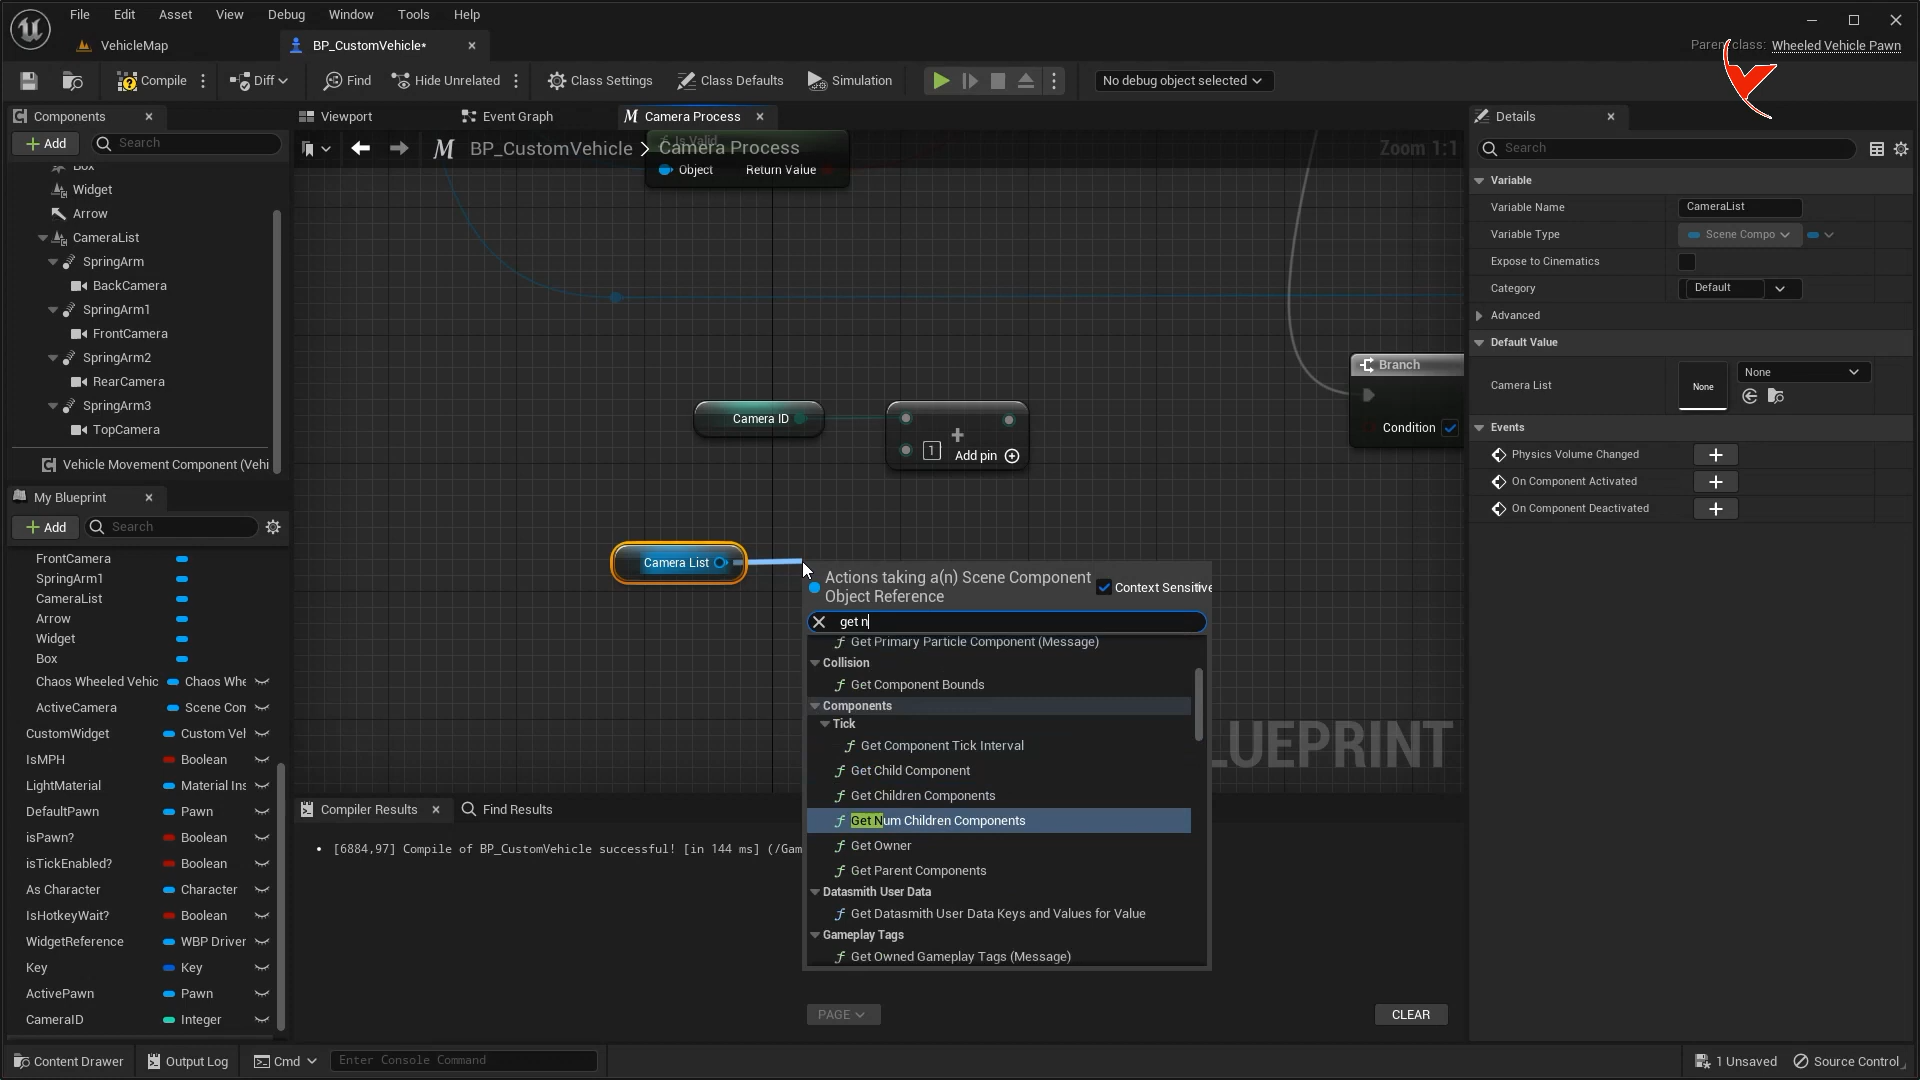 File Edit Asset View Debug Window Tools Help
VehicleMap
BP_CustomVehicle*
Parent class: Wheeled Vehicle Pawn
Compile
Diff
Find
Hide Unrelated
Class Settings
Class Defaults
Simulation
No debug object selected
Components
Add
Search
Box
Widget
Arrow
CameraList
SpringArm
BackCamera
SpringArm1
FrontCamera
SpringArm2
RearCamera
SpringArm3
TopCamera
Vehicle Movement Component (Vehi
My Blueprint
Add
Search
FrontCamera
SpringArm1
CameraList
Arrow
Widget
Box
Chaos Wheeled Vehic Chaos Whe
ActiveCamera Scene Com
CustomWidget Custom Veh
IsMPH Boolean
LightMaterial Material Ins
DefaultPawn Pawn
isPawn? Boolean
isTickEnabled? Boolean
As Character Character
IsHotkeyWait? Boolean
WidgetReference WBP Driver
Key Key
ActivePawn Pawn
CameraID Integer
Viewport
Event Graph
Camera Process
BP_CustomVehicle > Camera Process
Zoom 1:1
Is Valid
Object Return Value
Camera ID
1
+
Add pin
Branch
Condition
Camera List
Actions taking a(n) Scene Component
Object Reference
Context Sensitive
get n
Get Primary Particle Component (Message)
Collision
Get Component Bounds
Components
Tick
Get Component Tick Interval
Get Child Component
Get Children Components
Get Num Children Components
Get Owner
Get Parent Components
Datasmith User Data
Get Datasmith User Data Keys and Values for Value
Gameplay Tags
Get Owned Gameplay Tags (Message)
LUEPRINT
Compiler Results
Find Results
[6884,97] Compile of BP_CustomVehicle successful! [in 144 ms] (/Gam
PAGE
CLEAR
Details
Search
Variable
Variable Name CameraList
Variable Type Scene Compo
Expose to Cinematics
Category Default
Advanced
Default Value
Camera List None None
Events
Physics Volume Changed
On Component Activated
On Component Deactivated
Content Drawer
Output Log
Cmd
Enter Console Command
1 Unsaved
Source Control